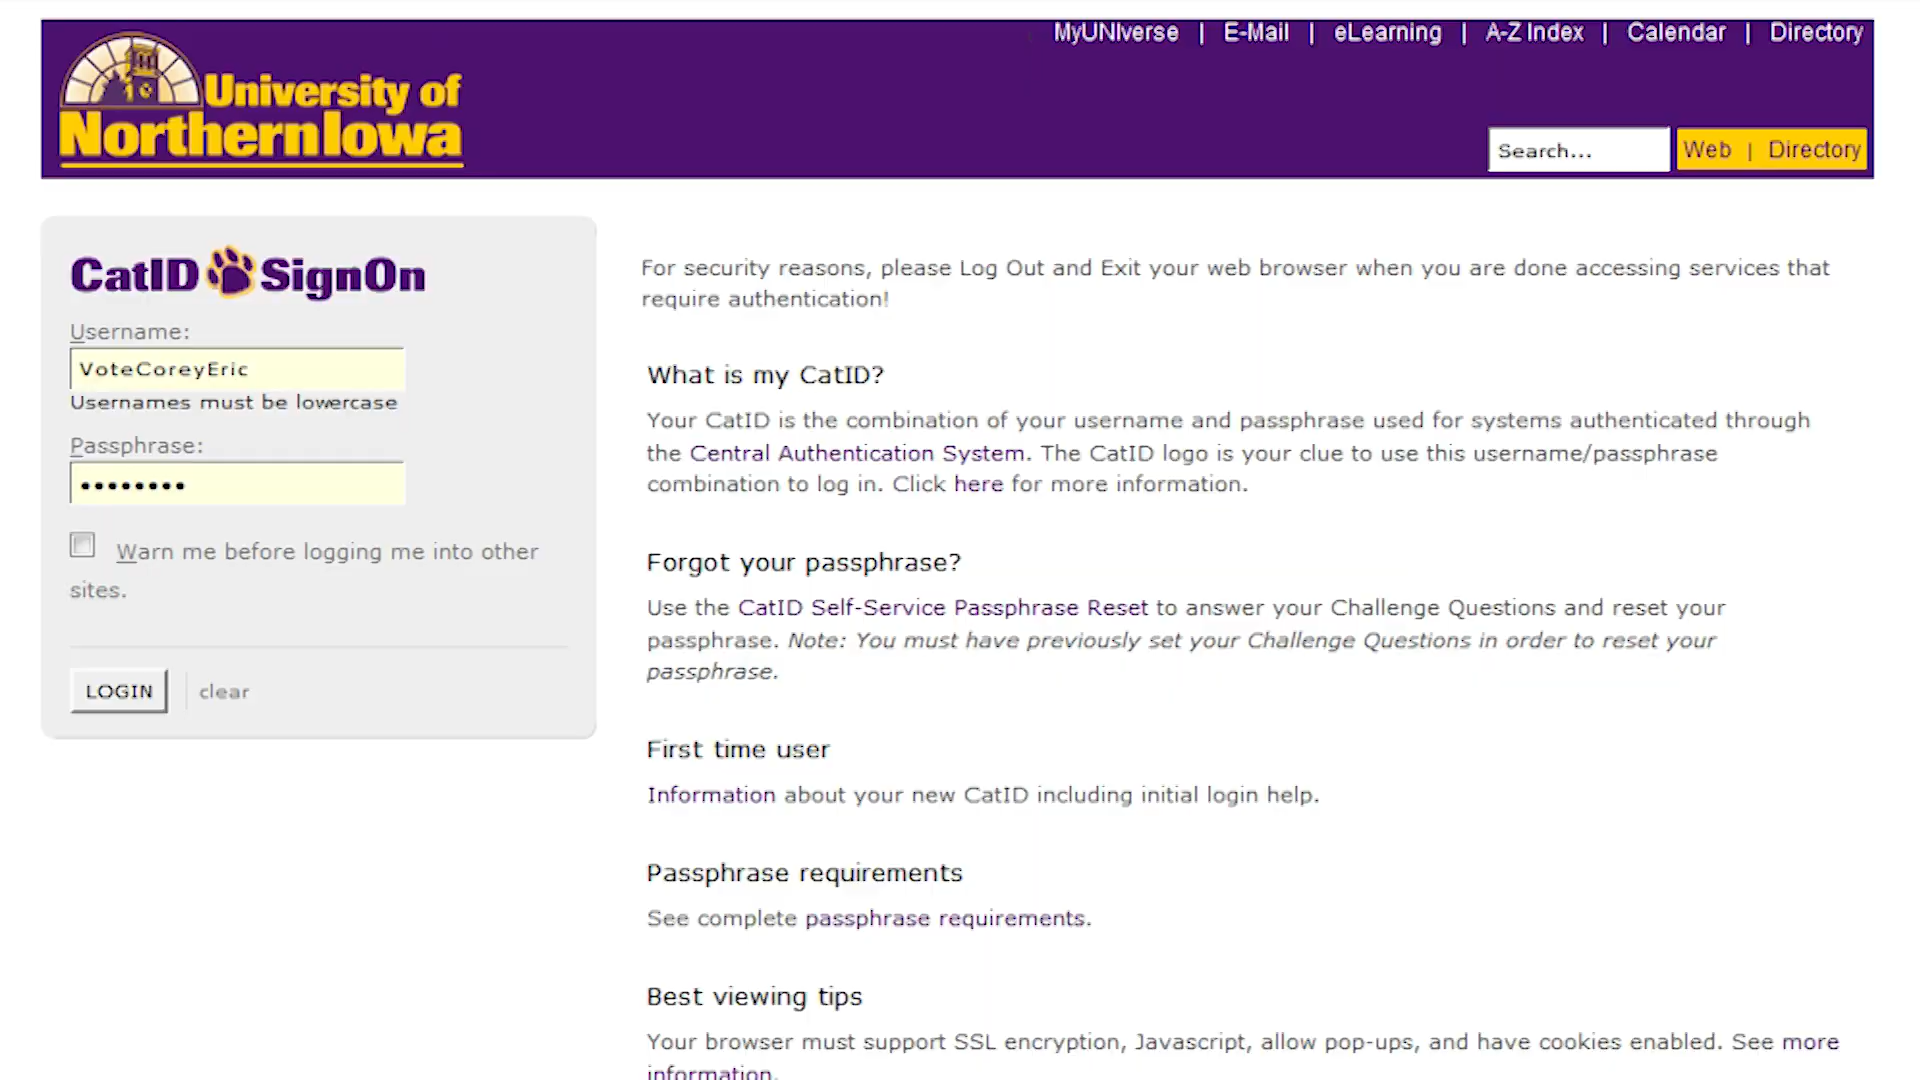 MyUNIverse | E-Mail | eLearning | A-Z Index | Calendar | Directory
University of
NorthernIowa
Search... Web | Directory
CatID SignOn
Username:
VoteCoreyEric
Usernames must be lowercase
Passphrase:
••••••••
Warn me before logging me into other
sites.
LOGIN clear
For security reasons, please Log Out and Exit your web browser when you are done accessing services that
require authentication!
What is my CatID?
Your CatID is the combination of your username and passphrase used for systems authenticated through
the Central Authentication System. The CatID logo is your clue to use this username/passphrase
combination to log in. Click here for more information.
Forgot your passphrase?
Use the CatID Self-Service Passphrase Reset to answer your Challenge Questions and reset your
passphrase. Note: You must have previously set your Challenge Questions in order to reset your
passphrase.
First time user
Information about your new CatID including initial login help.
Passphrase requirements
See complete passphrase requirements.
Best viewing tips
Your browser must support SSL encryption, Javascript, allow pop-ups, and have cookies enabled. See more
information.